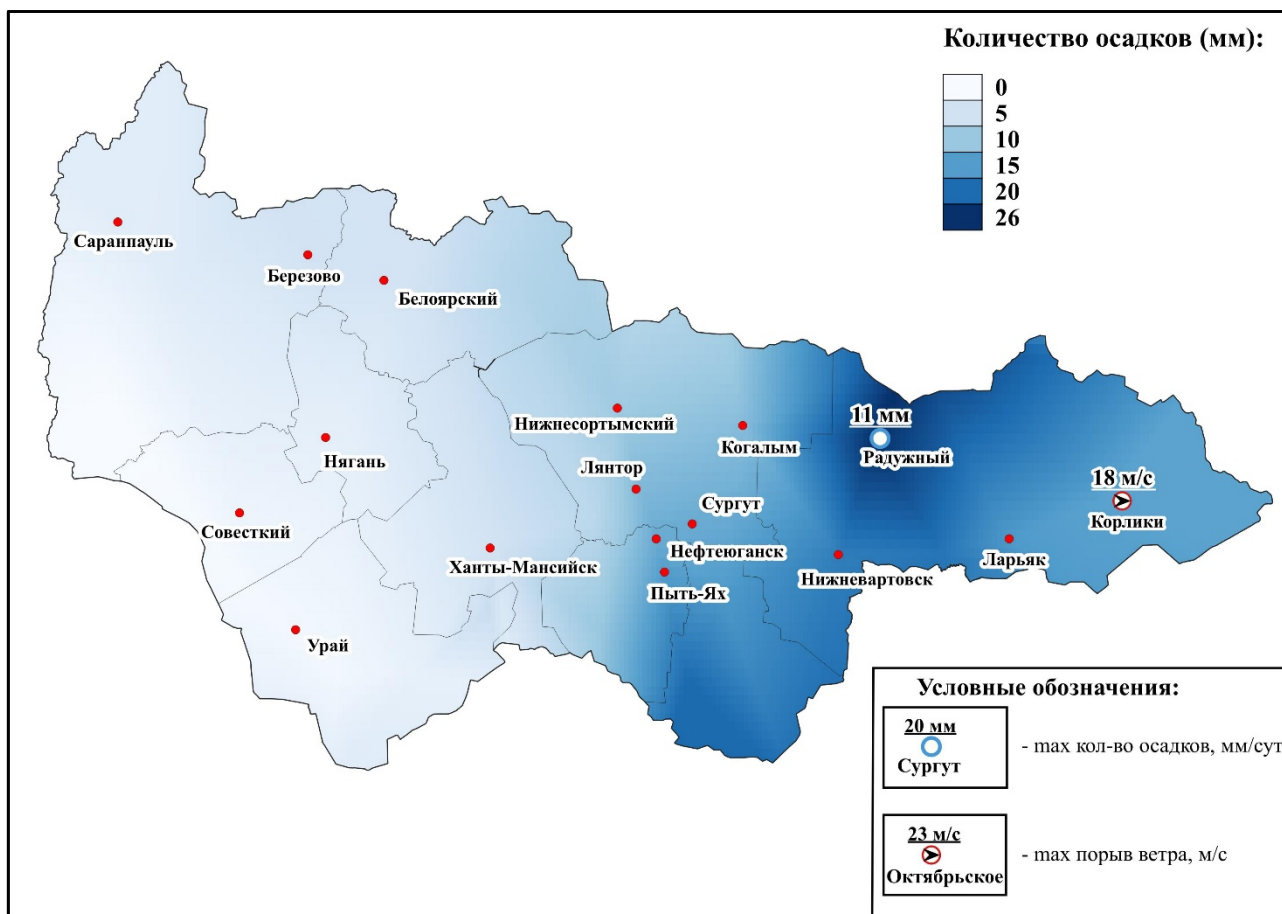 Количество осадков (мм):
0
5
10
15
20
26
Саранпауль
Березово
Белоярский
Нижнесортымский
Когалым
11 мм
Радужный
Нягань
Лянтор
18 м/с
Корлики
Сургут
Совесткий
Нефтеюганск
Ларьяк
Ханты-Мансийск
Нижневартовск
Пыть-Ях
Урай
Условные обозначения:
20 мм
Сургут
- max кол-во осадков, мм/сут
23 м/с
Октябрьское
- max порыв ветра, м/с